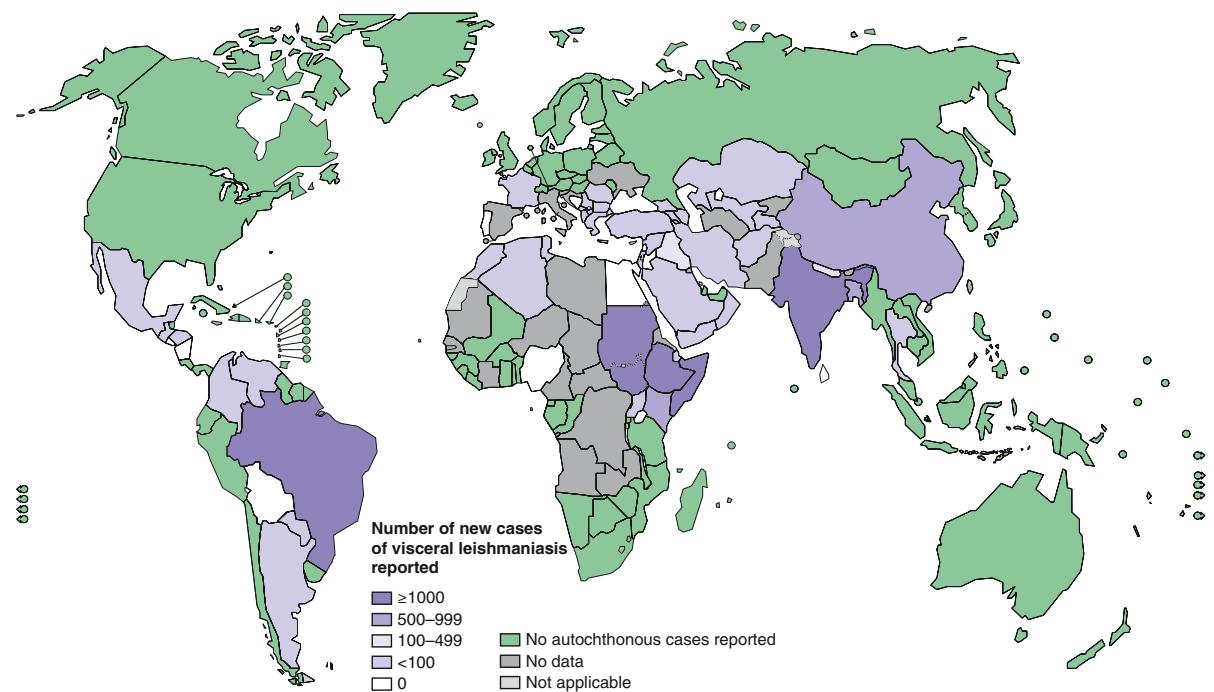 Number of new cases
of visceral leishmaniasis
reported
≥1000
500–999
100–499
<100
0
No autochthonous cases reported
No data
Not applicable